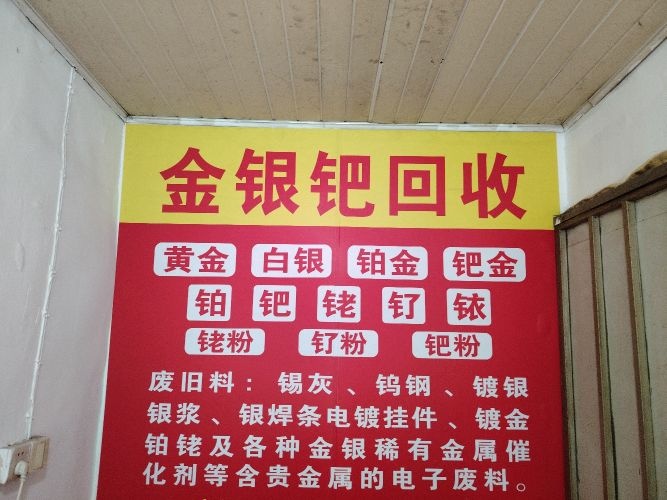 金银钯回收
黄金 白银 铂金 钯金
铂 钯 铑 钌 铱
铑粉 钌粉 钯粉
废旧料：锡灰、钨钢、镀银
银浆、银焊条电镀挂件、镀金
铂铑及各种金银稀有金属催
化剂等含贵金属的电子废料。